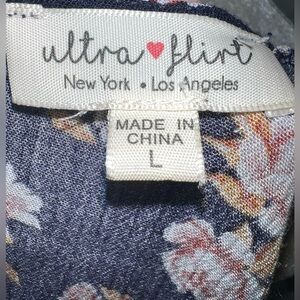 ultra♥flirt
New York • Los Angeles
MADE IN
CHINA
L